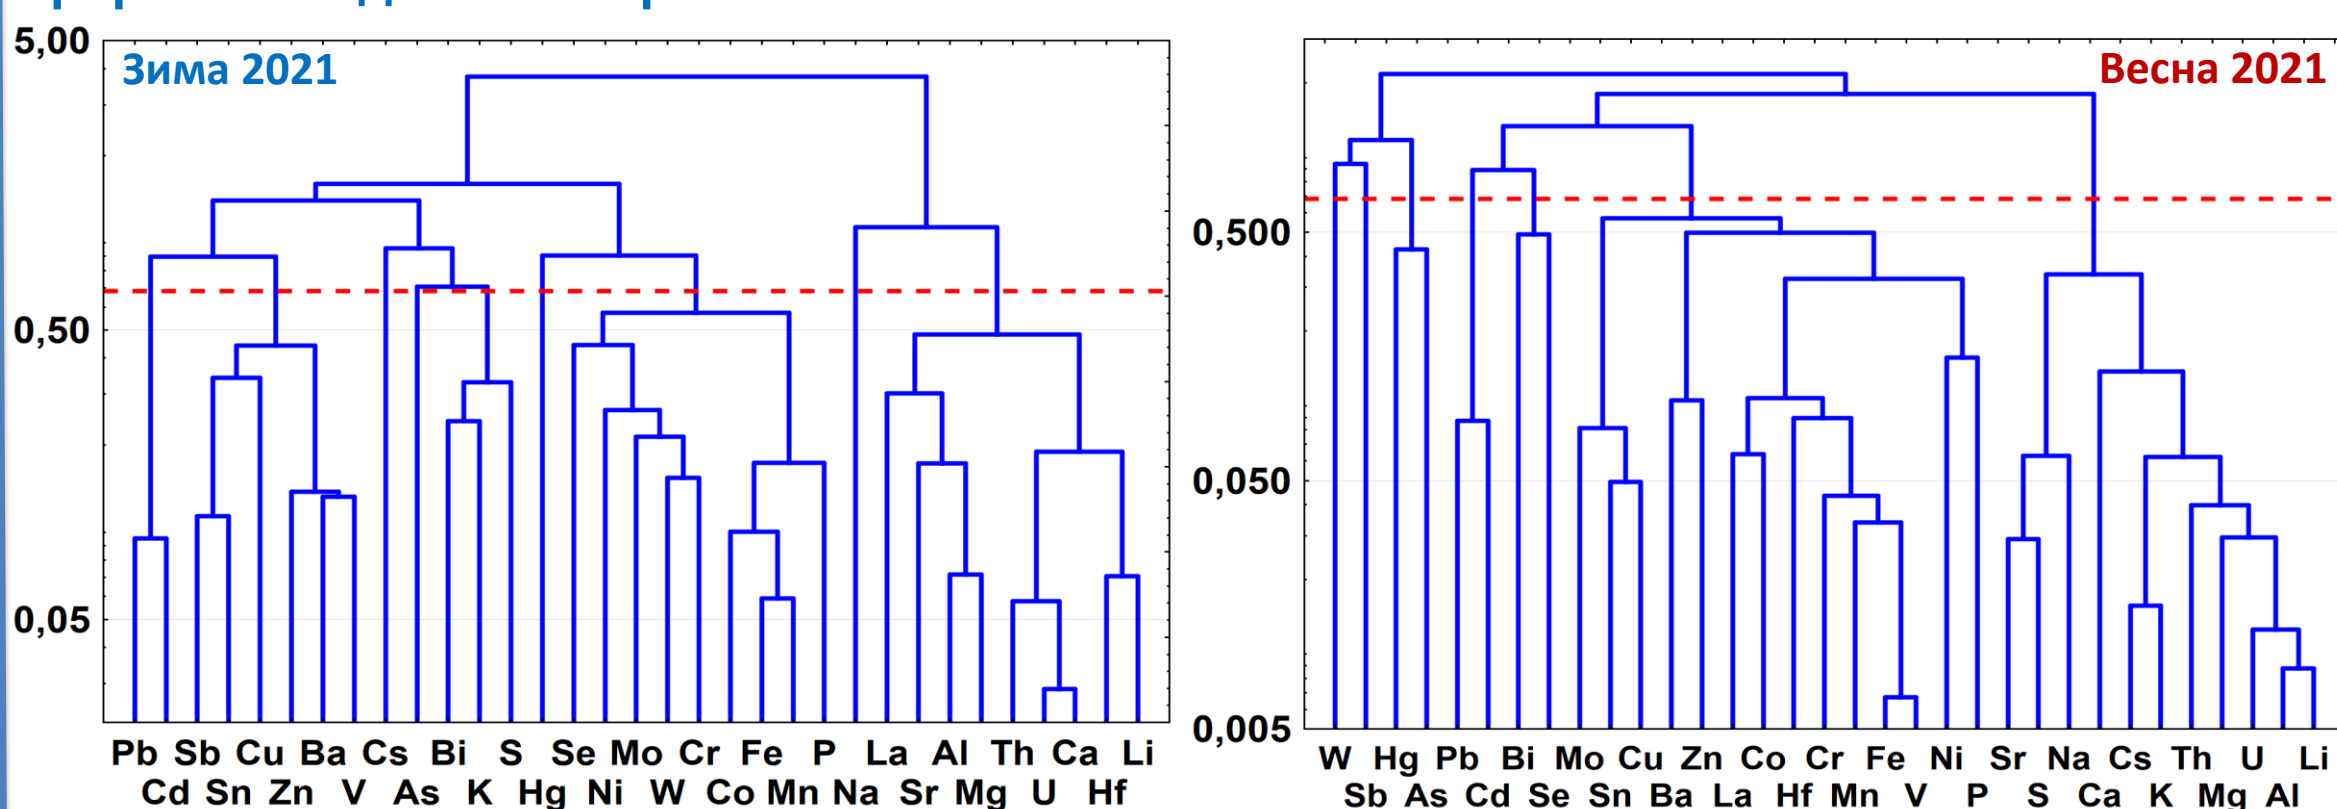 5,00
Зима 2021
0,50
0,05
Pb Sb Cu Ba Cs Bi S Se Mo Cr Fe P La Al Th Ca Li
Cd Sn Zn V As K Hg Ni W Co Mn Na Sr Mg U Hf
Весна 2021
0,500
0,050
0,005
W Hg Pb Bi Mo Cu Zn Co Cr Fe Ni Sr Na Cs Th U Li
Sb As Cd Se Sn Ba La Hf Mn V P S Ca K Mg Al